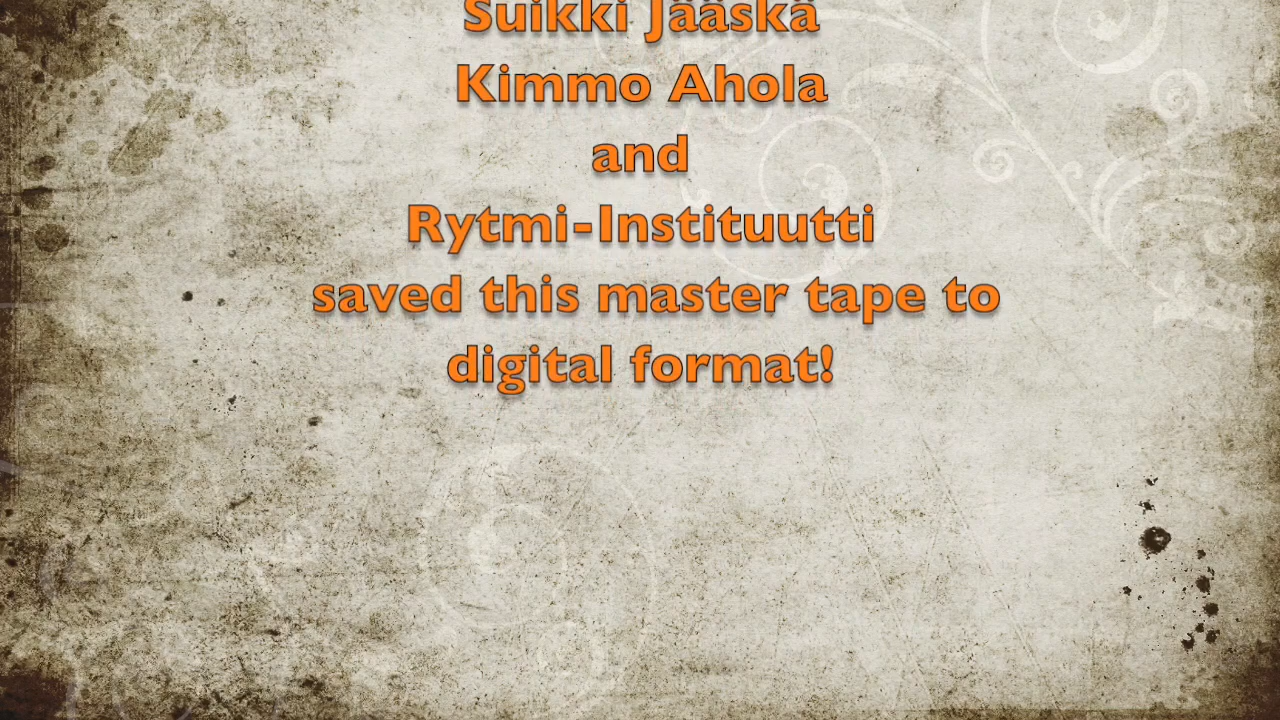 Suikki Jääskä
Kimmo Ahola
and
Rytmi-Instituutti
saved this master tape to
digital format!